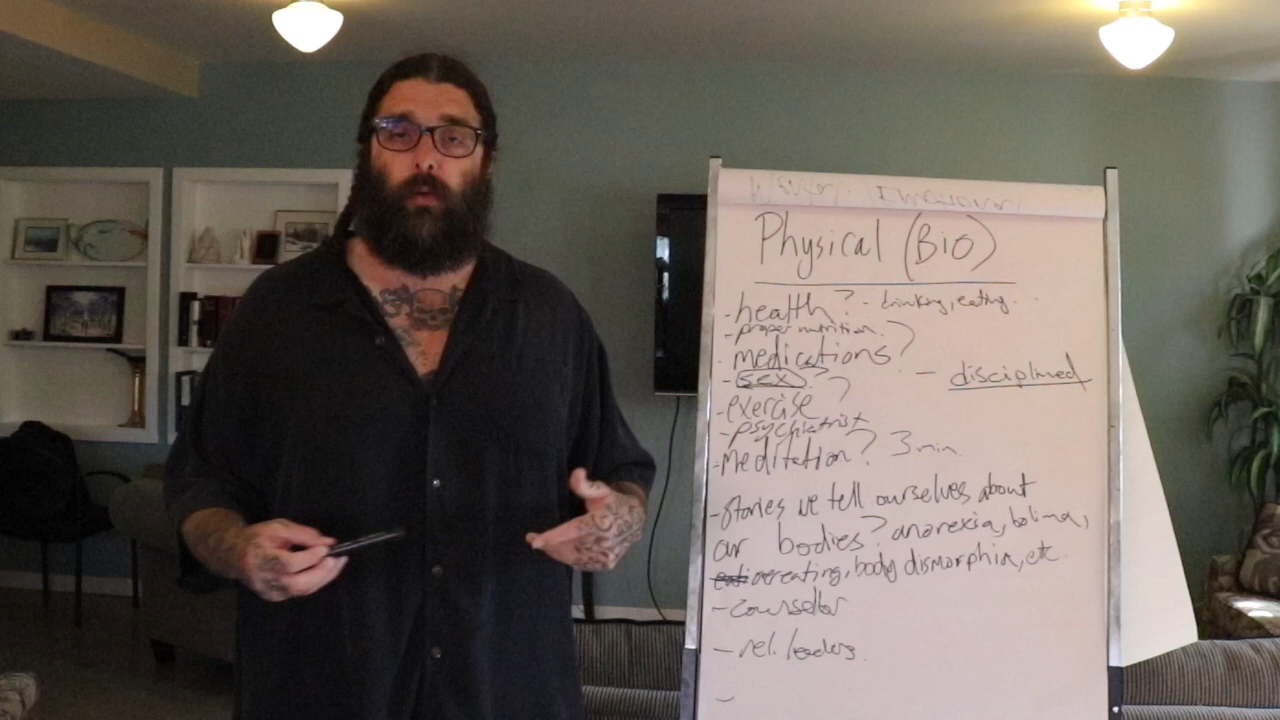 Physical (Bio)
- health? - drinking, eating.
- proper nutrition.
- medications?
- sex?
- disciplined
- exercise
- psychiatrist
- Meditation? 3 min
- Stories we tell ourselves about
our bodies? anorexia, bolimia,
overeating, body dismorphia, etc.
- counsellor
- rel. leaders.
-